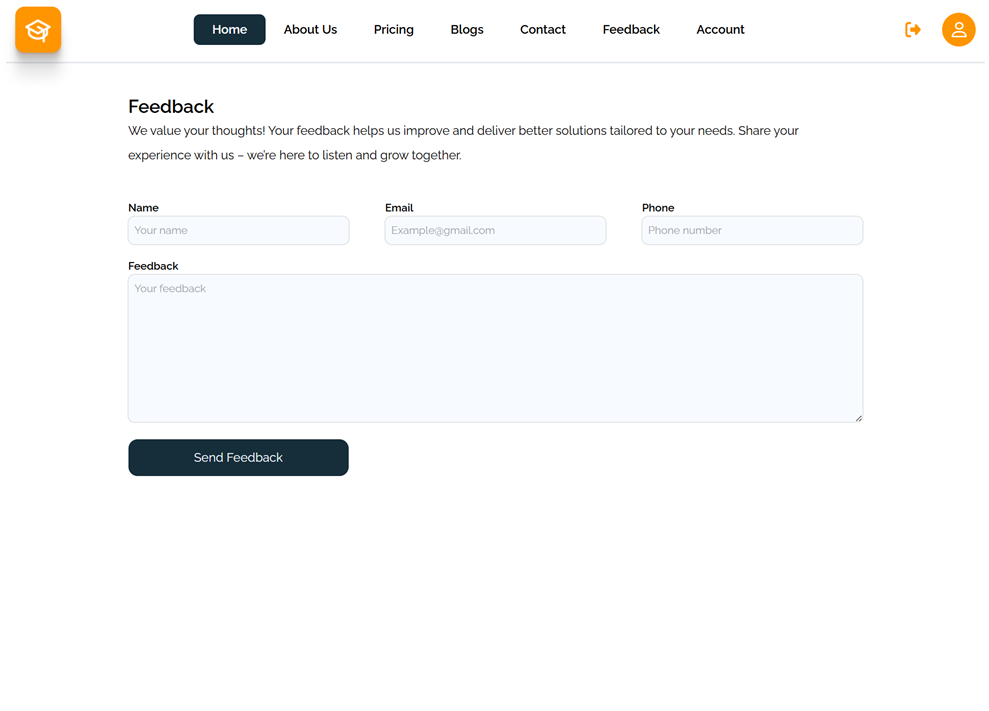 Home About Us Pricing Blogs Contact Feedback Account
Feedback
We value your thoughts! Your feedback helps us improve and deliver better solutions tailored to your needs. Share your
experience with us – we’re here to listen and grow together.
Name Email Phone
Your name Example@gmail.com Phone number
Feedback
Your feedback
Send Feedback